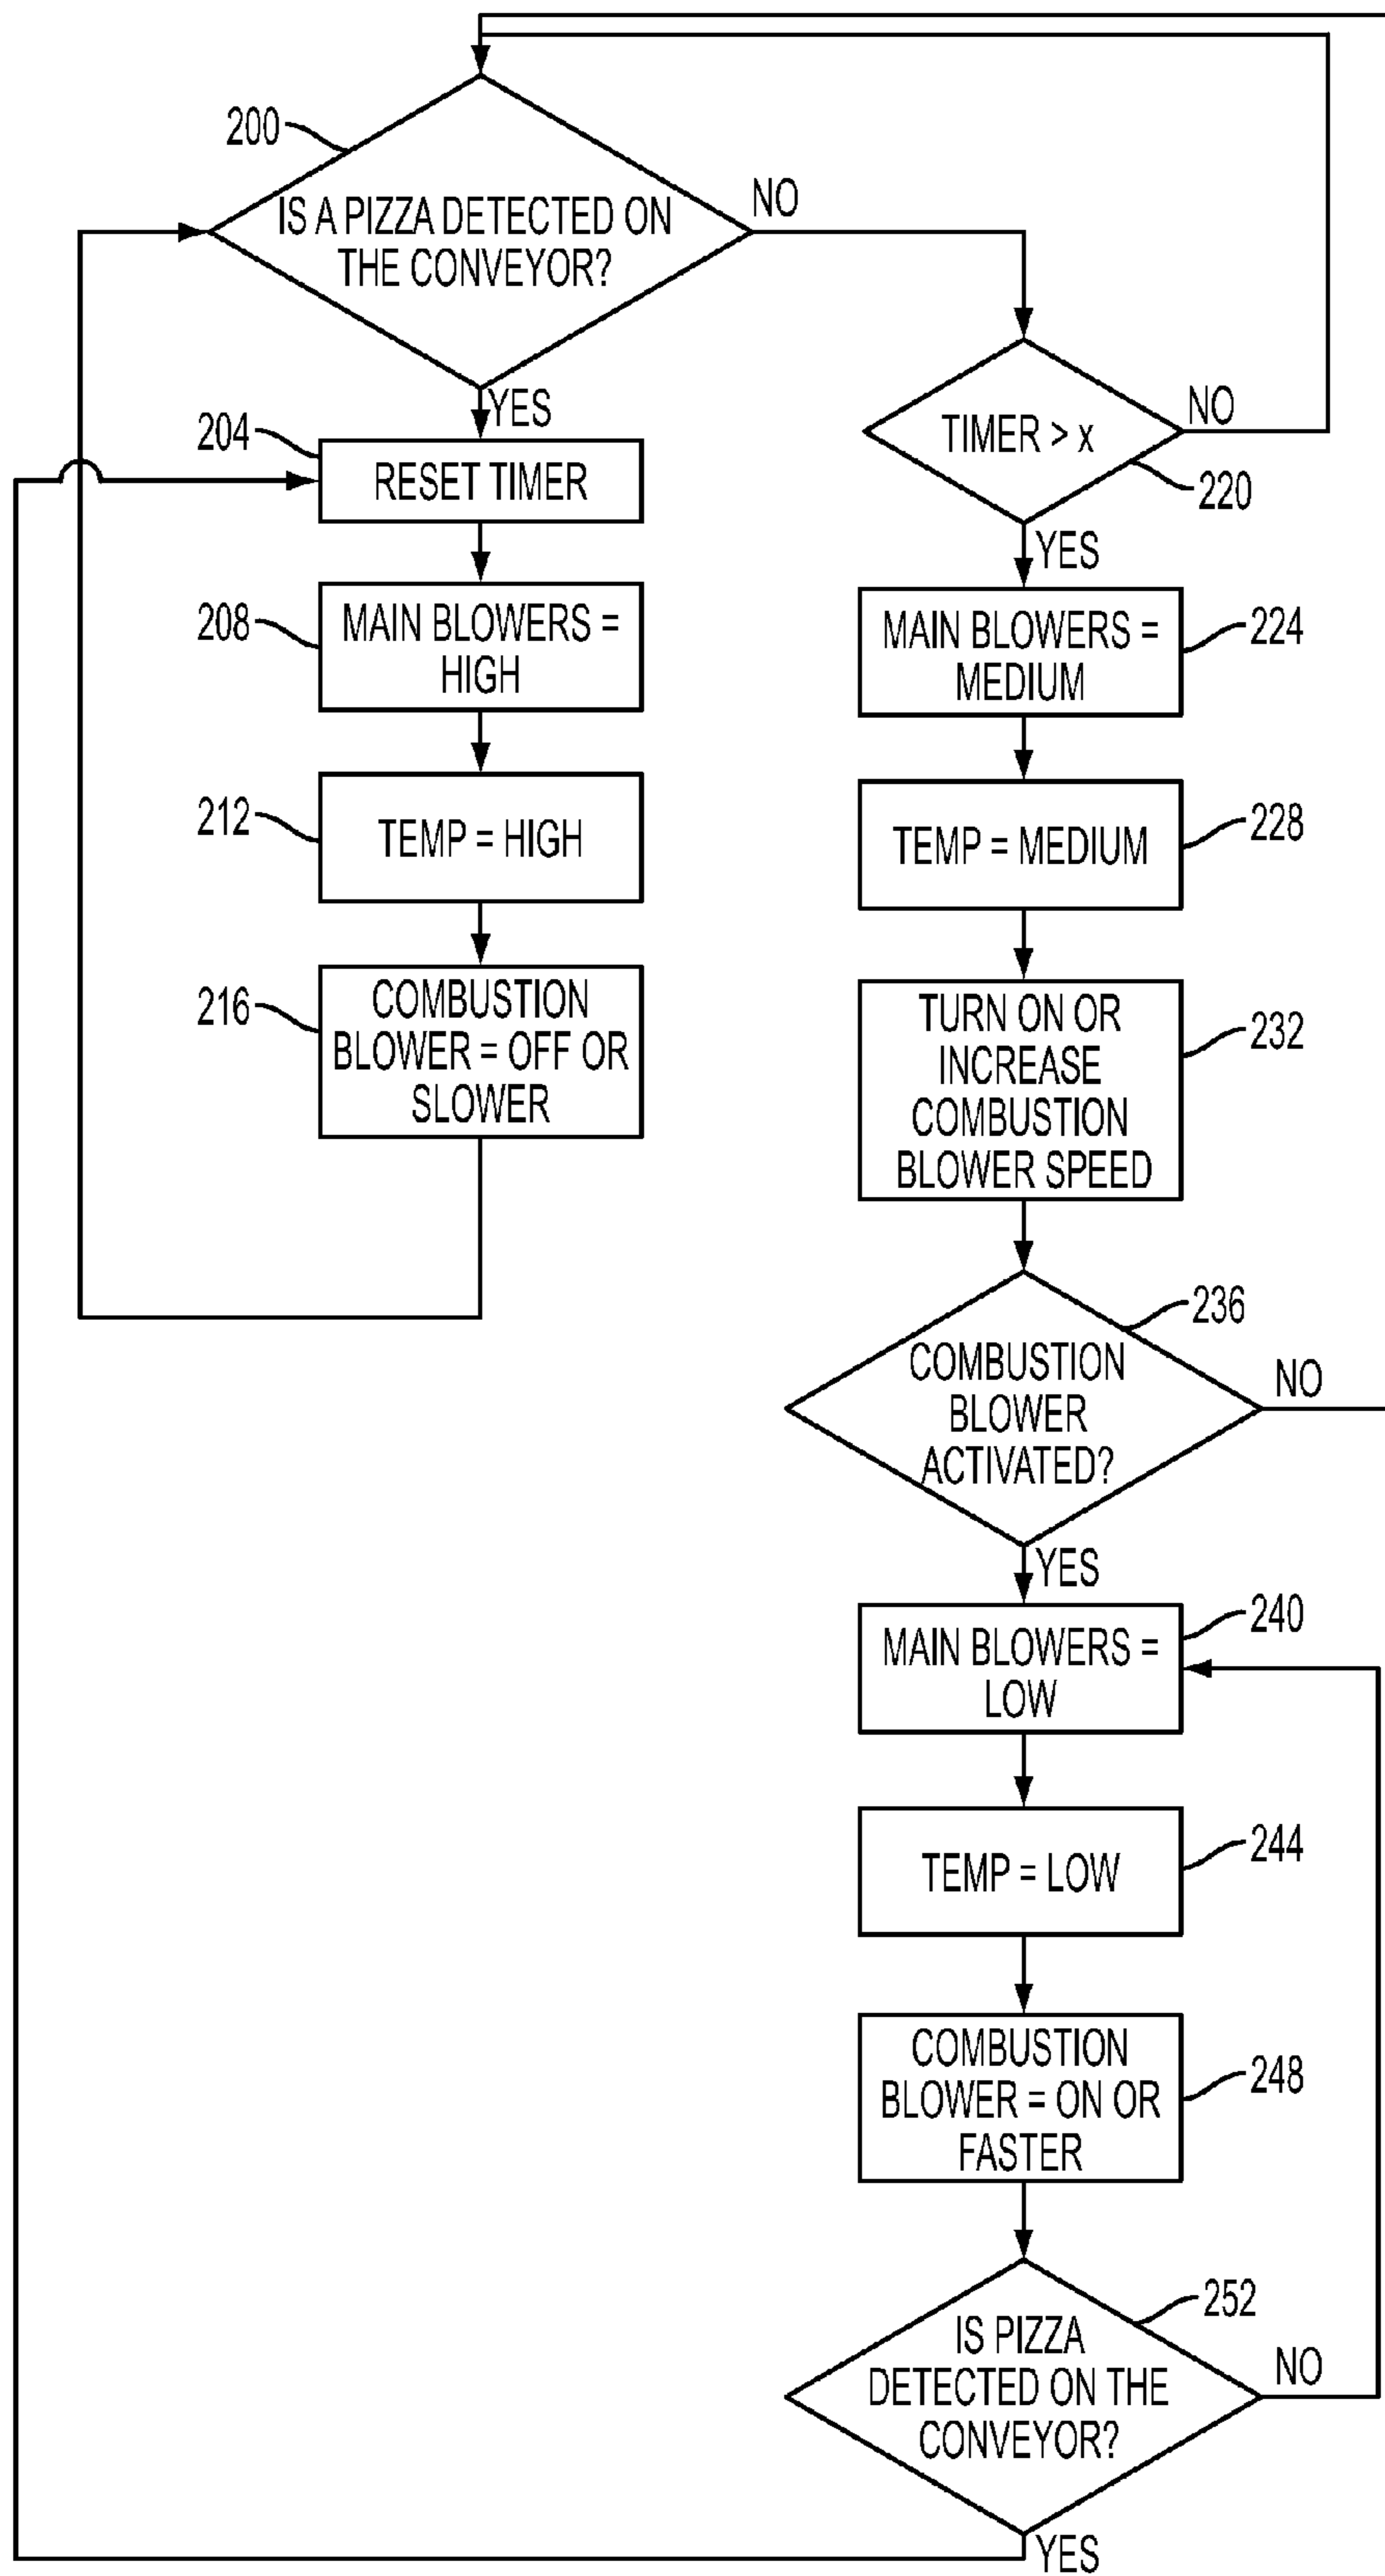 200
IS A PIZZA DETECTED ON
THE CONVEYOR?
NO
YES
204
RESET TIMER
208
MAIN BLOWERS =
HIGH
212
TEMP = HIGH
216
COMBUSTION
BLOWER = OFF OR
SLOWER
TIMER > x
NO
220
YES
MAIN BLOWERS =
MEDIUM
224
TEMP = MEDIUM
228
TURN ON OR
INCREASE
COMBUSTION
BLOWER SPEED
232
236
COMBUSTION
BLOWER
ACTIVATED?
NO
YES
MAIN BLOWERS =
LOW
240
TEMP = LOW
244
COMBUSTION
BLOWER = ON OR
FASTER
248
252
IS PIZZA
DETECTED ON THE
CONVEYOR?
NO
YES